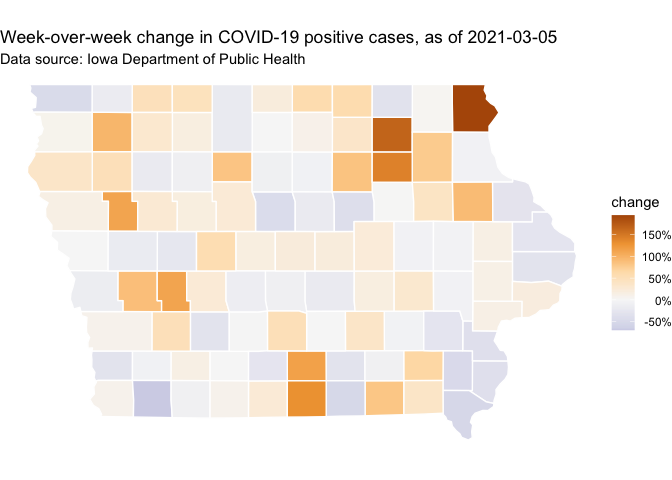 Week-over-week change in COVID-19 positive cases, as of 2021-03-05
Data source: Iowa Department of Public Health
change
150%
100%
50%
0%
-50%